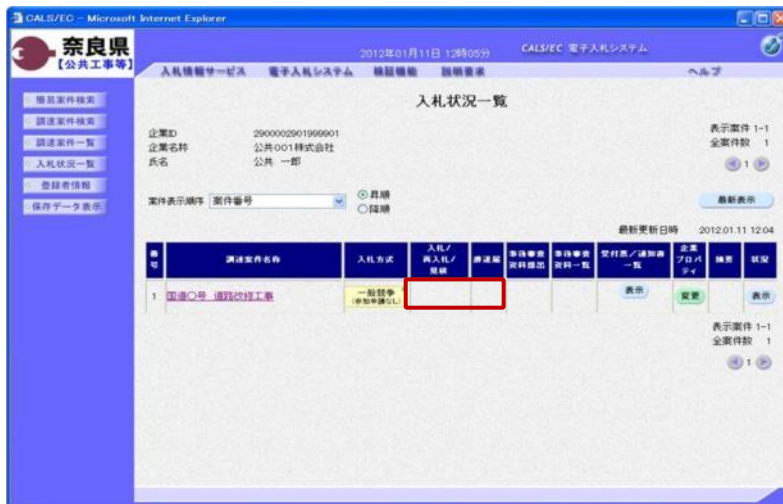 CALS/EC - Microsoft Internet Explorer
奈良県
【公共工事等】
2012年01月11日 12時05分
CALS/EC 電子入札システム
入札情報サービス 電子入札システム 検証機能 説明要求 ヘルプ
簡易案件検索
調達案件検索
調達案件一覧
入札状況一覧
登録者情報
保存データ表示
入札状況一覧
企業ID 2900002901999901
企業名称 公共001株式会社
氏名 公共 一郎
表示案件 1-1
全案件数 1
1
案件表示順序 案件番号
昇順
降順
最新表示
最新更新日時 2012.01.11 12:04
番号 調達案件名称 入札方式 入札/再入札/見積 辞退届 事後審査資料提出 事後審査資料一覧 受付票/通知書一覧 企業プロパティ 摘要 状況
1 国道〇号 道路改修工事 一般競争(参加申請なし) 表示 変更 表示
表示案件 1-1
全案件数 1
1